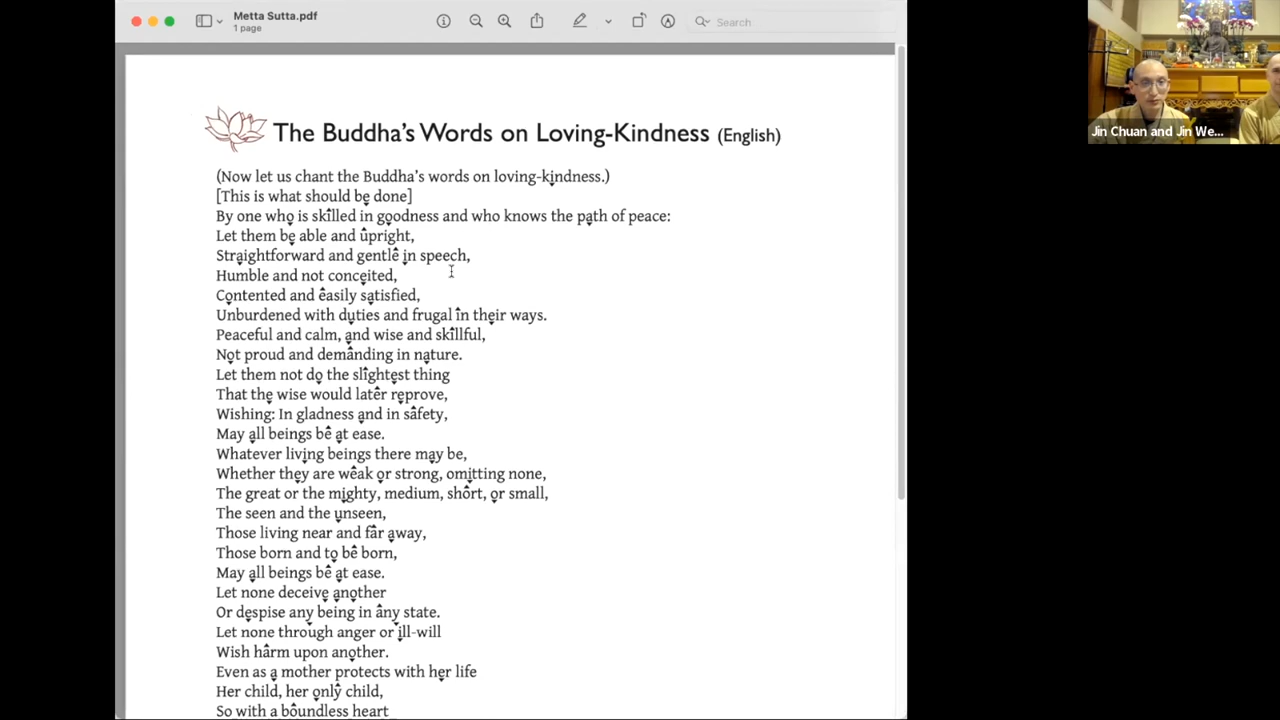 Metta Sutta.pdf
1 page
Search
The Buddha's Words on Loving-Kindness (English)
(Now let us chant the Buddha's words on loving-kindness.)
[This is what should be done]
By one who is skilled in goodness and who knows the path of peace:
Let them be able and upright,
Straightforward and gentle in speech,
Humble and not conceited,
Contented and easily satisfied,
Unburdened with duties and frugal in their ways.
Peaceful and calm, and wise and skillful,
Not proud and demanding in nature.
Let them not do the slightest thing
That the wise would later reprove,
Wishing: In gladness and in safety,
May all beings be at ease.
Whatever living beings there may be,
Whether they are weak or strong, omitting none,
The great or the mighty, medium, short, or small,
The seen and the unseen,
Those living near and far away,
Those born and to be born,
May all beings be at ease.
Let none deceive another
Or despise any being in any state.
Let none through anger or ill-will
Wish harm upon another.
Even as a mother protects with her life
Her child, her only child,
So with a boundless heart
Jin Chuan and Jin We...